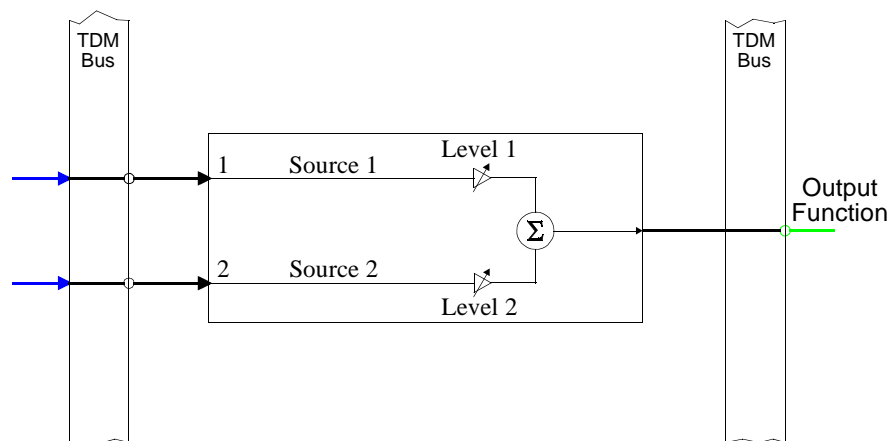 TDM
Bus
TDM
Bus
Level 1
1
Source 1
Output
Function
Σ
2
Source 2
Level 2